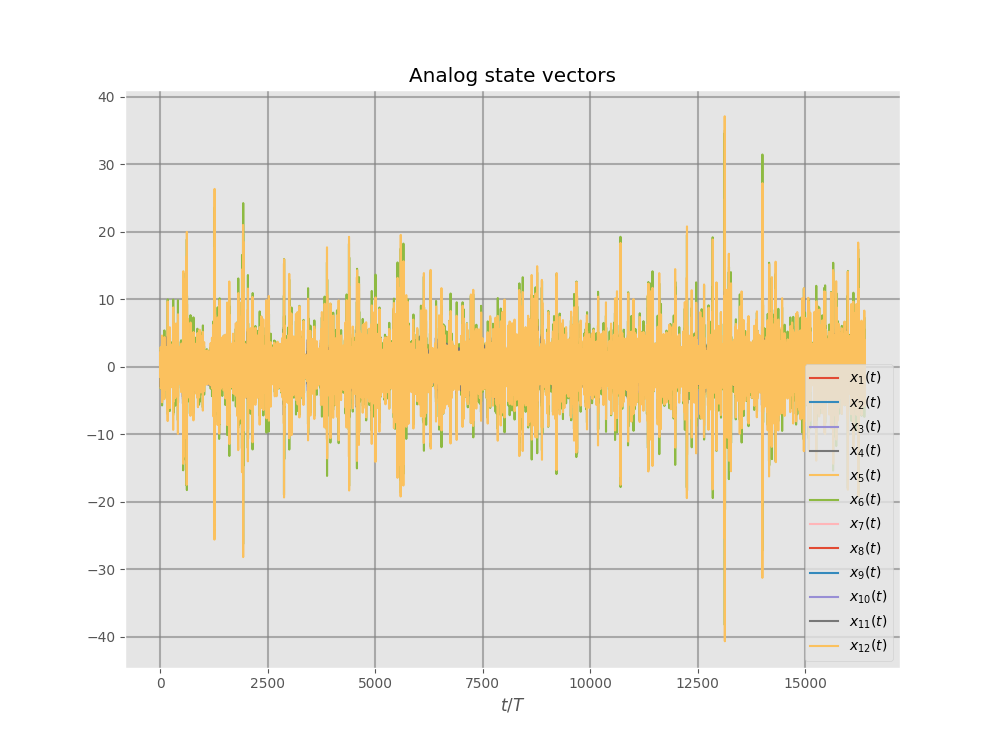 Analog state vectors
40
30
20
10
0
−10
−20
−30
−40
x₁(t)
x₂(t)
x₃(t)
x₄(t)
x₅(t)
x₆(t)
x₇(t)
x₈(t)
x₉(t)
x₁₀(t)
x₁₁(t)
x₁₂(t)
0 2500 5000 7500 10000 12500 15000
t/T